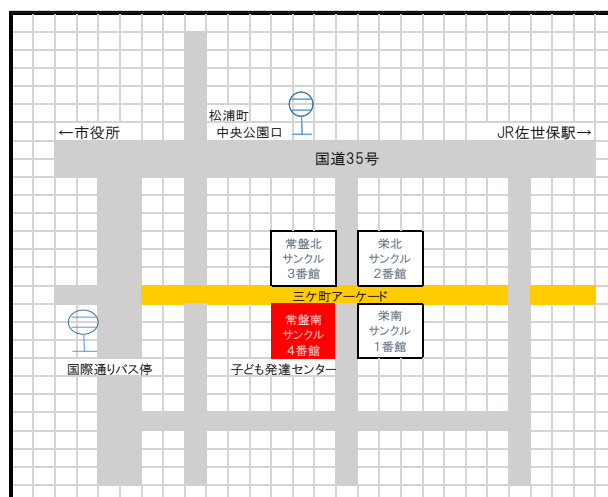 松浦町
中央公園口
←市役所
JR佐世保駅→
国道35号
常盤北
サンクル
3番館
栄北
サンクル
2番館
三ケ町アーケード
常盤南
サンクル
4番館
栄南
サンクル
1番館
国際通りバス停
子ども発達センター